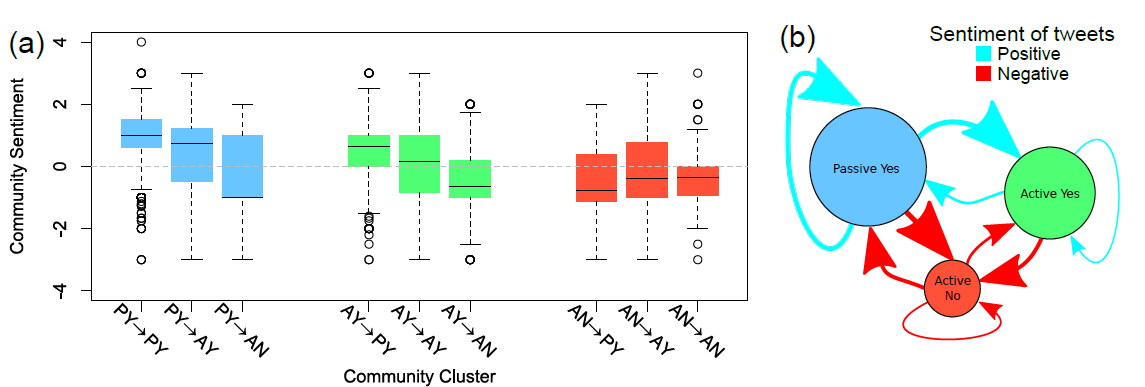 (a)
Community Sentiment
4
2
0
-2
-4
PY→PY
PY→AY
PY→AN
AY→PY
AY→AY
AY→AN
AN→PY
AN→AY
AN→AN
Community Cluster
(b)
Sentiment of tweets
Positive
Negative
Passive Yes
Active Yes
Active
No